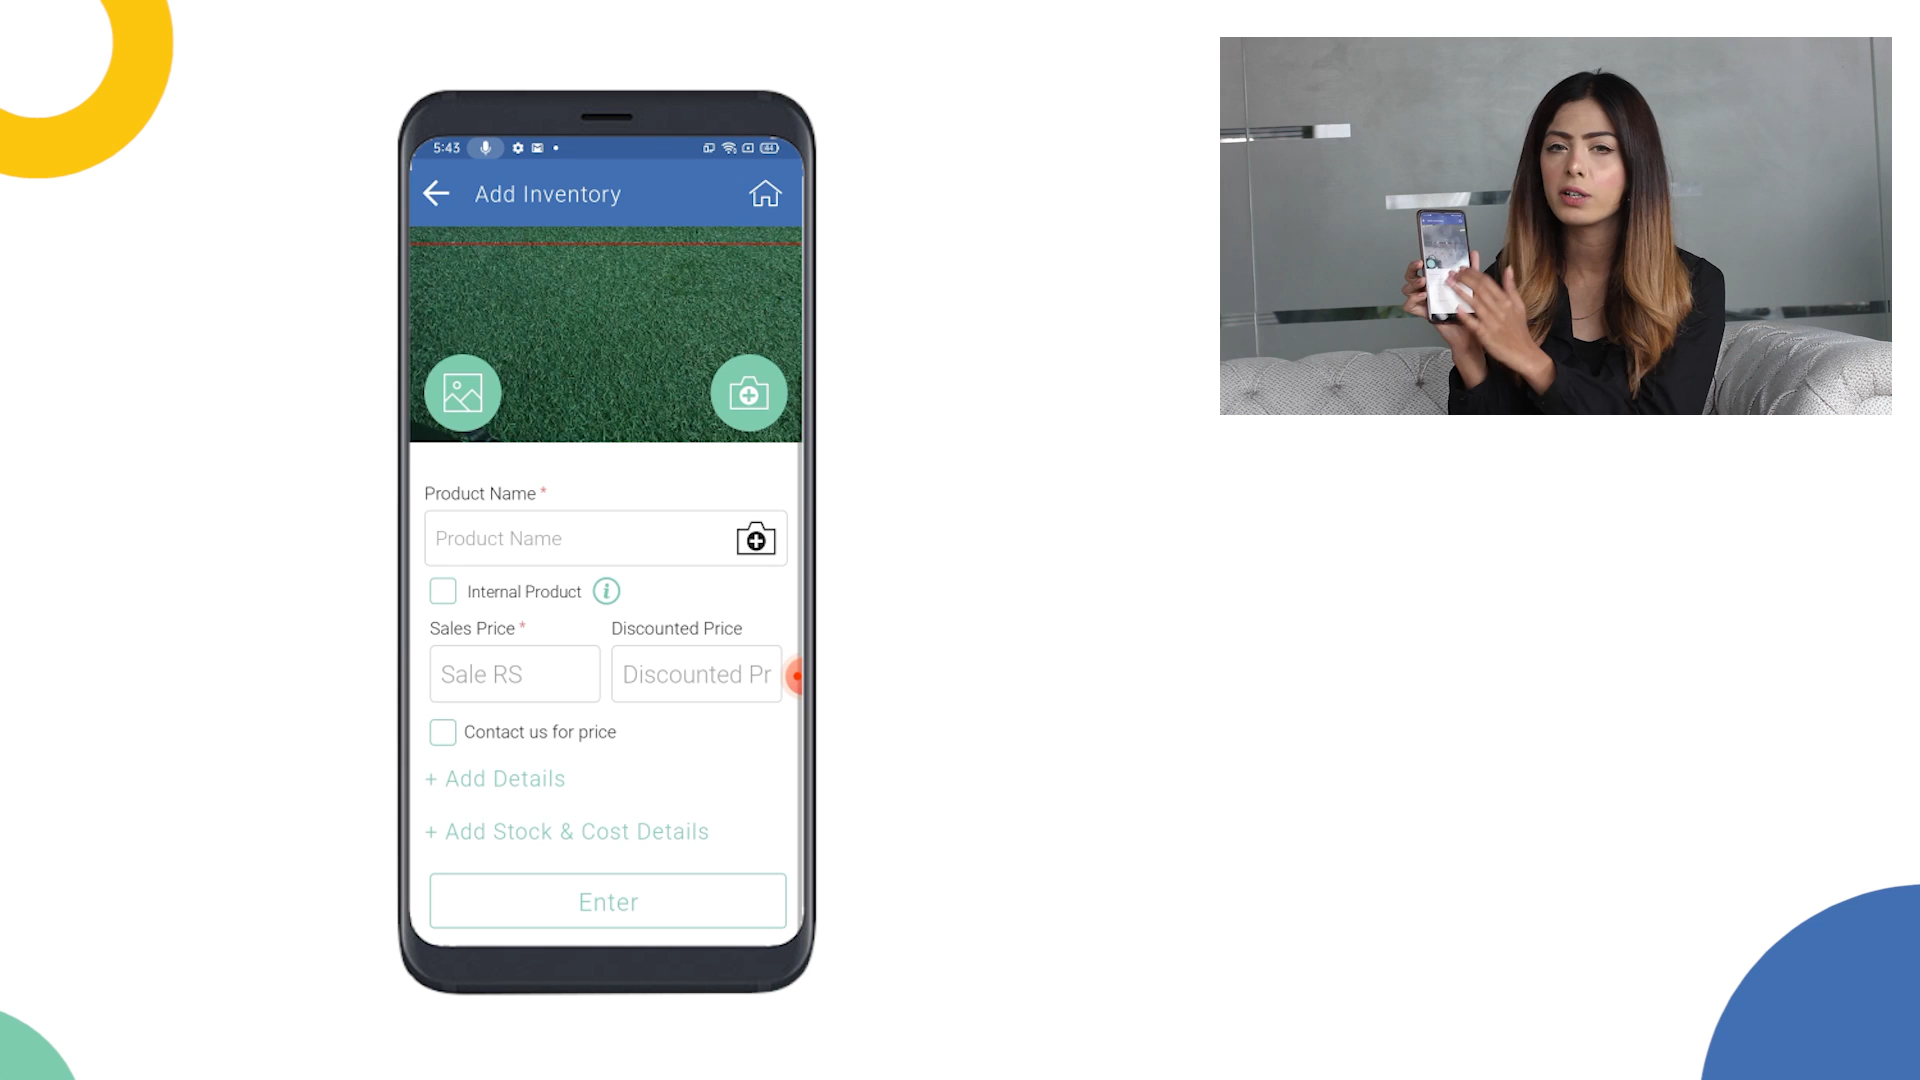 5:43
Add Inventory
Product Name *
Product Name
Internal Product
Sales Price * Discounted Price
Sale RS Discounted Pr
Contact us for price
+ Add Details
+ Add Stock & Cost Details
Enter